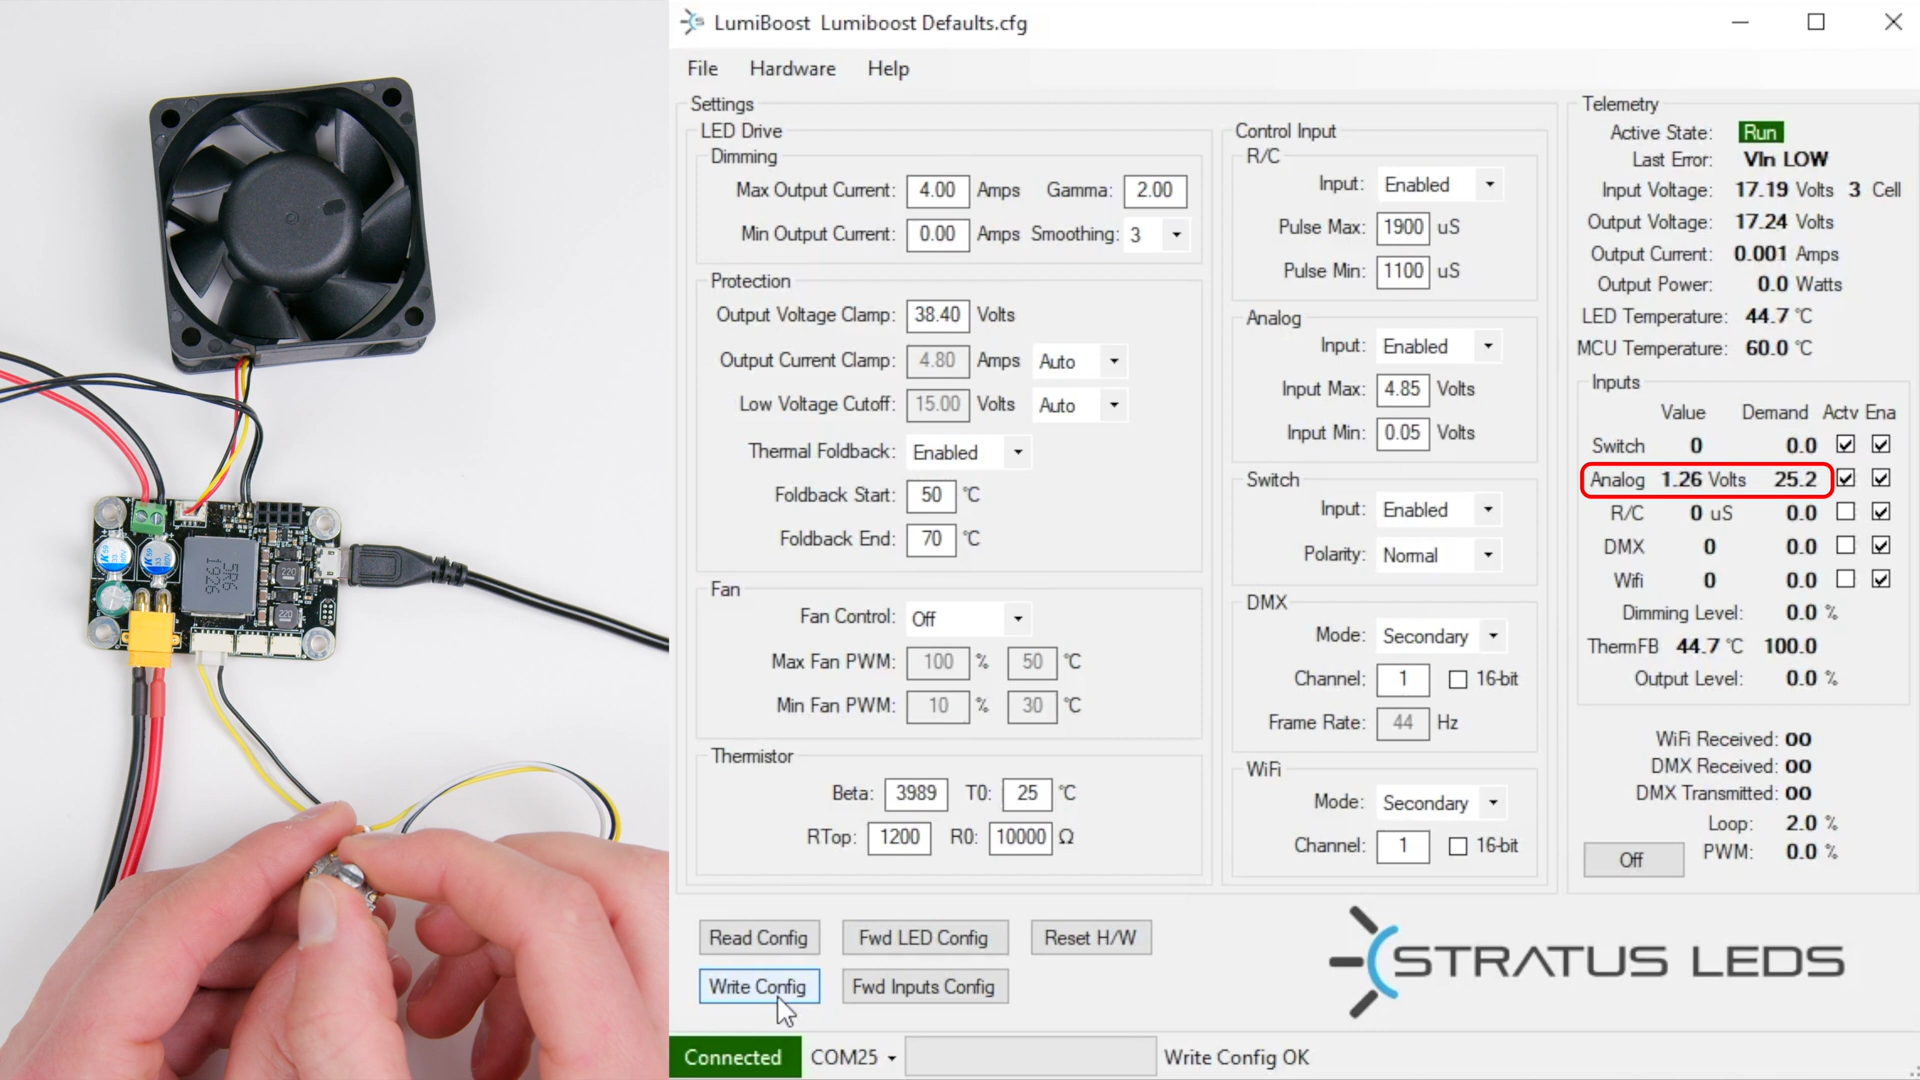 LumiBoost Lumiboost Defaults.cfg
File Hardware Help
Settings
LED Drive
Dimming
Max Output Current: 4.00 Amps Gamma: 2.00
Min Output Current: 0.00 Amps Smoothing: 3
Protection
Output Voltage Clamp: 38.40 Volts
Output Current Clamp: 4.80 Amps Auto
Low Voltage Cutoff: 15.00 Volts Auto
Thermal Foldback: Enabled
Foldback Start: 50 °C
Foldback End: 70 °C
Fan
Fan Control: Off
Max Fan PWM: 100 % 50 °C
Min Fan PWM: 10 % 30 °C
Thermistor
Beta: 3989 T0: 25 °C
RTop: 1200 R0: 10000 Ω
Control Input
R/C
Input: Enabled
Pulse Max: 1900 uS
Pulse Min: 1100 uS
Analog
Input: Enabled
Input Max: 4.85 Volts
Input Min: 0.05 Volts
Switch
Input: Enabled
Polarity: Normal
DMX
Mode: Secondary
Channel: 1 16-bit
Frame Rate: 44 Hz
WiFi
Mode: Secondary
Channel: 1 16-bit
Telemetry
Active State: Run
Last Error: VIn LOW
Input Voltage: 17.19 Volts 3 Cell
Output Voltage: 17.24 Volts
Output Current: 0.001 Amps
Output Power: 0.0 Watts
LED Temperature: 44.7 °C
MCU Temperature: 60.0 °C
Inputs
Value Demand Actv Ena
Switch 0 0.0
Analog 1.26 Volts 25.2
R/C 0 uS 0.0
DMX 0 0.0
Wifi 0 0.0
Dimming Level: 0.0 %
ThermFB 44.7 °C 100.0
Output Level: 0.0 %
WiFi Received: 00
DMX Received: 00
DMX Transmitted: 00
Loop: 2.0 %
Off PWM: 0.0 %
Read Config Fwd LED Config Reset H/W
Write Config Fwd Inputs Config
STRATUS LEDS
Connected COM25 Write Config OK
5R6
1926
220
220